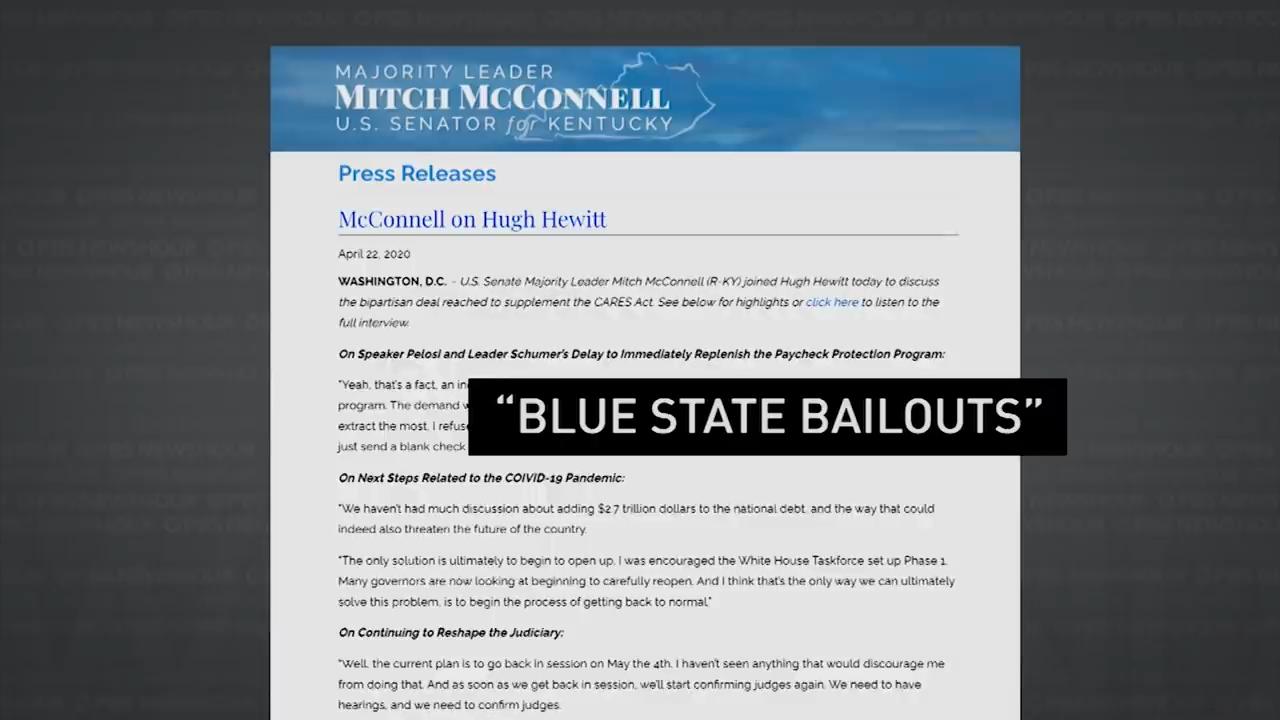 MAJORITY LEADER
MITCH MCCONNELL
U.S. SENATOR for KENTUCKY
Press Releases
McConnell on Hugh Hewitt
April 22, 2020
WASHINGTON, D.C. - U.S. Senate Majority Leader Mitch McConnell (R-KY) joined Hugh Hewitt today to discuss
the bipartisan deal reached to supplement the CARES Act. See below for highlights or click here to listen to the
full interview.
On Speaker Pelosi and Leader Schumer's Delay to Immediately Replenish the Paycheck Protection Program:
"Yeah, that's a fact, an
program. The demand
extract the most. I
just send a blank check
“BLUE STATE BAILOUTS”
On Next Steps Related to the COIVID-19 Pandemic:
"We haven't had much discussion about adding $2.7 trillion dollars to the national debt, and the way that could
indeed also threaten the future of the country.
"The only solution is ultimately to begin to open up. I was encouraged the White House Taskforce set up Phase 1.
Many governors are now looking at beginning to carefully reopen. And I think that's the only way we can ultimately
solve this problem, is to begin the process of getting back to normal."
On Continuing to Reshape the Judiciary:
"Well, the current plan is to go back in session on May the 4th. I haven't seen anything that would discourage me
from doing that. And as soon as we get back in session, we'll start confirming judges again. We need to have
hearings, and we need to confirm judges.